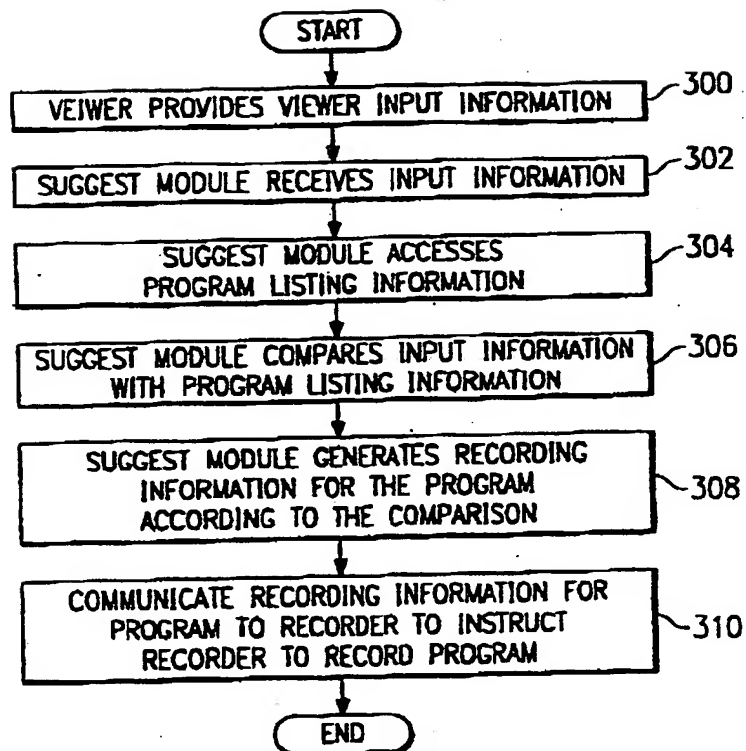 START
VEIWER PROVIDES VIEWER INPUT INFORMATION
300
SUGGEST MODULE RECEIVES INPUT INFORMATION
302
SUGGEST MODULE ACCESSES
PROGRAM LISTING INFORMATION
304
SUGGEST MODULE COMPARES INPUT INFORMATION
WITH PROGRAM LISTING INFORMATION
306
SUGGEST MODULE GENERATES RECORDING
INFORMATION FOR THE PROGRAM
ACCORDING TO THE COMPARISON
308
COMMUNICATE RECORDING INFORMATION FOR
PROGRAM TO RECORDER TO INSTRUCT
RECORDER TO RECORD PROGRAM
310
END